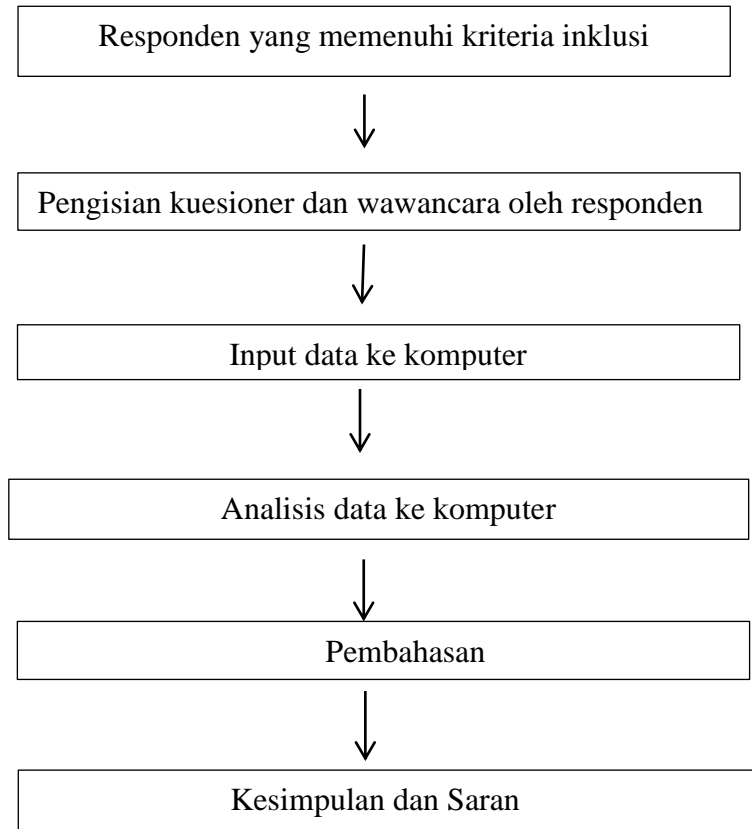 Responden yang memenuhi kriteria inklusi
Pengisian kuesioner dan wawancara oleh responden
Input data ke komputer
Analisis data ke komputer
Pembahasan
Kesimpulan dan Saran